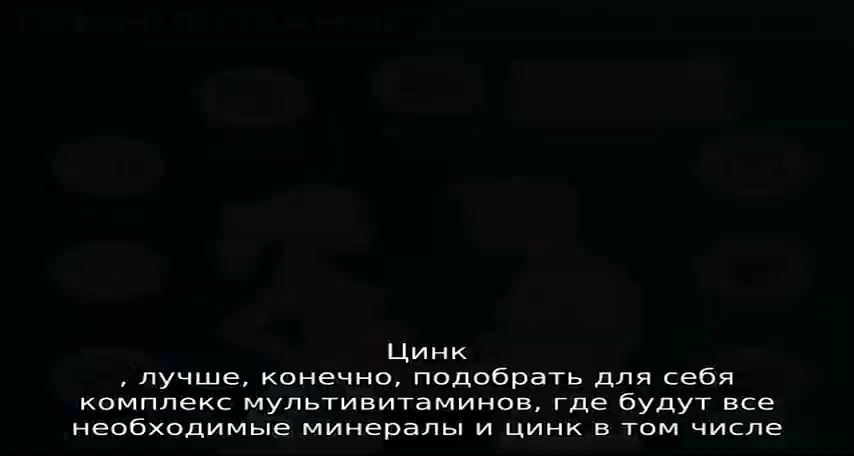 Цинк
, лучше, конечно, подобрать для себя
комплекс мультивитаминов, где будут все
необходимые минералы и цинк в том числе